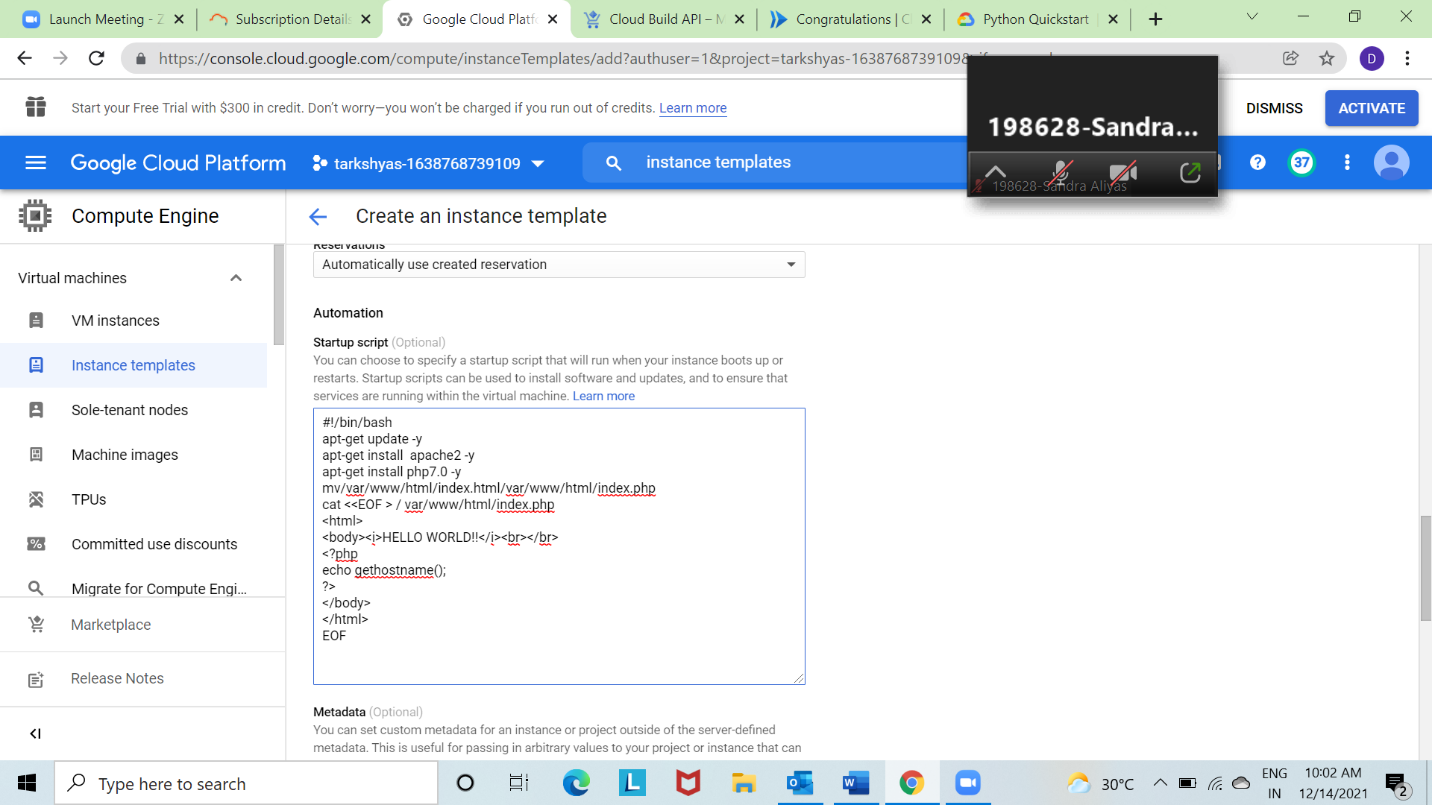 Launch Meeting - Z
Subscription Details
Google Cloud Platf
Cloud Build API – M
Congratulations | C
Python Quickstart
https://console.cloud.google.com/compute/instanceTemplates/add?authuser=1&project=tarkshyas-1638768739109
D
Start your Free Trial with $300 in credit. Don't worry—you won't be charged if you run out of credits. Learn more
DISMISS
ACTIVATE
198628-Sandra...
198628-Sandra Aliyas
Google Cloud Platform
tarkshyas-1638768739109
instance templates
37
Compute Engine
Create an instance template
Virtual machines
VM instances
Instance templates
Sole-tenant nodes
Machine images
TPUs
Committed use discounts
Migrate for Compute Engi...
Marketplace
Release Notes
Reservations
Automatically use created reservation
Automation
Startup script (Optional)
You can choose to specify a startup script that will run when your instance boots up or
restarts. Startup scripts can be used to install software and updates, and to ensure that
services are running within the virtual machine. Learn more
#!/bin/bash
apt-get update -y
apt-get install  apache2 -y
apt-get install php7.0 -y
mv/var/www/html/index.html/var/www/html/index.php
cat <<EOF > / var/www/html/index.php
<html>
<body><i>HELLO WORLD!!</i><br></br>
<?php
echo gethostname();
?>
</body>
</html>
EOF
Metadata (Optional)
You can set custom metadata for an instance or project outside of the server-defined
metadata. This is useful for passing in arbitrary values to your project or instance that can
Type here to search
30°C
ENG
IN
10:02 AM
12/14/2021
2